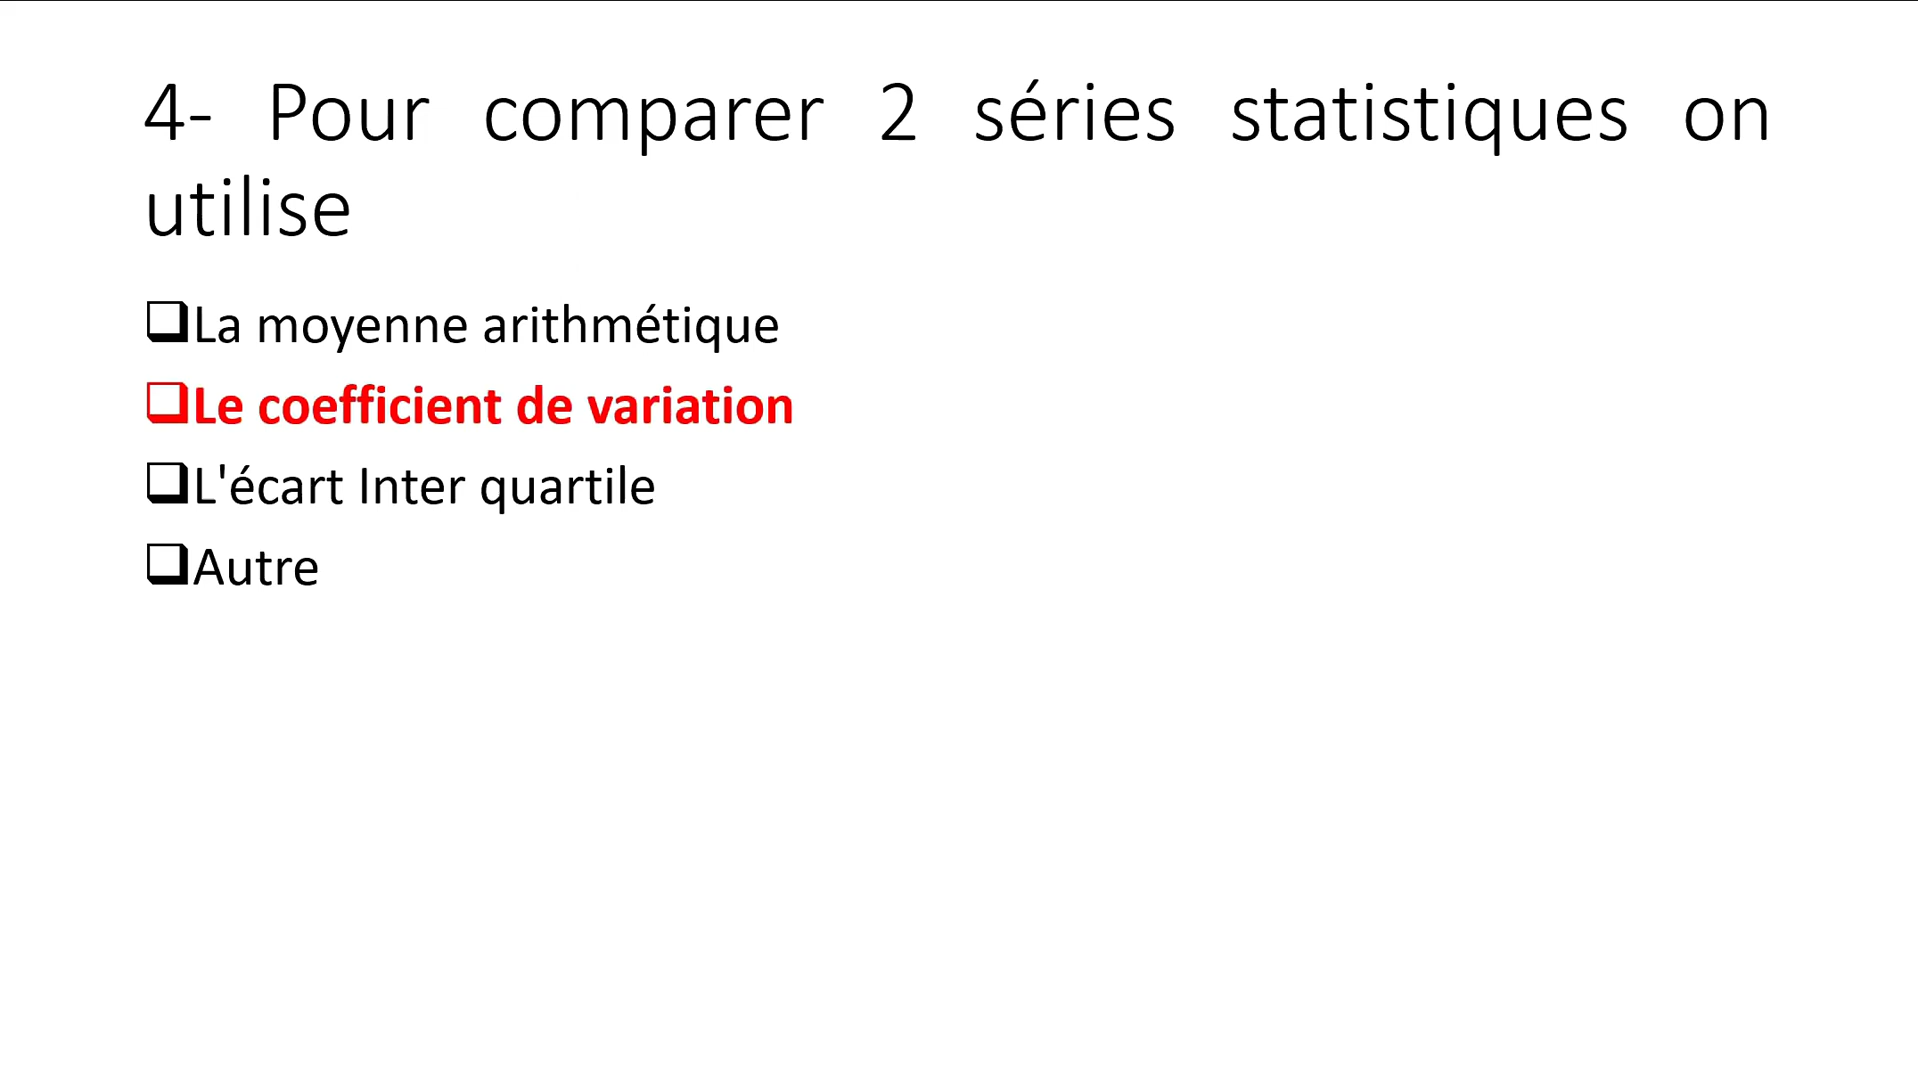 4- Pour comparer 2 séries statistiques on
utilise
❑La moyenne arithmétique
❑Le coefficient de variation
❑L'écart Inter quartile
❑Autre